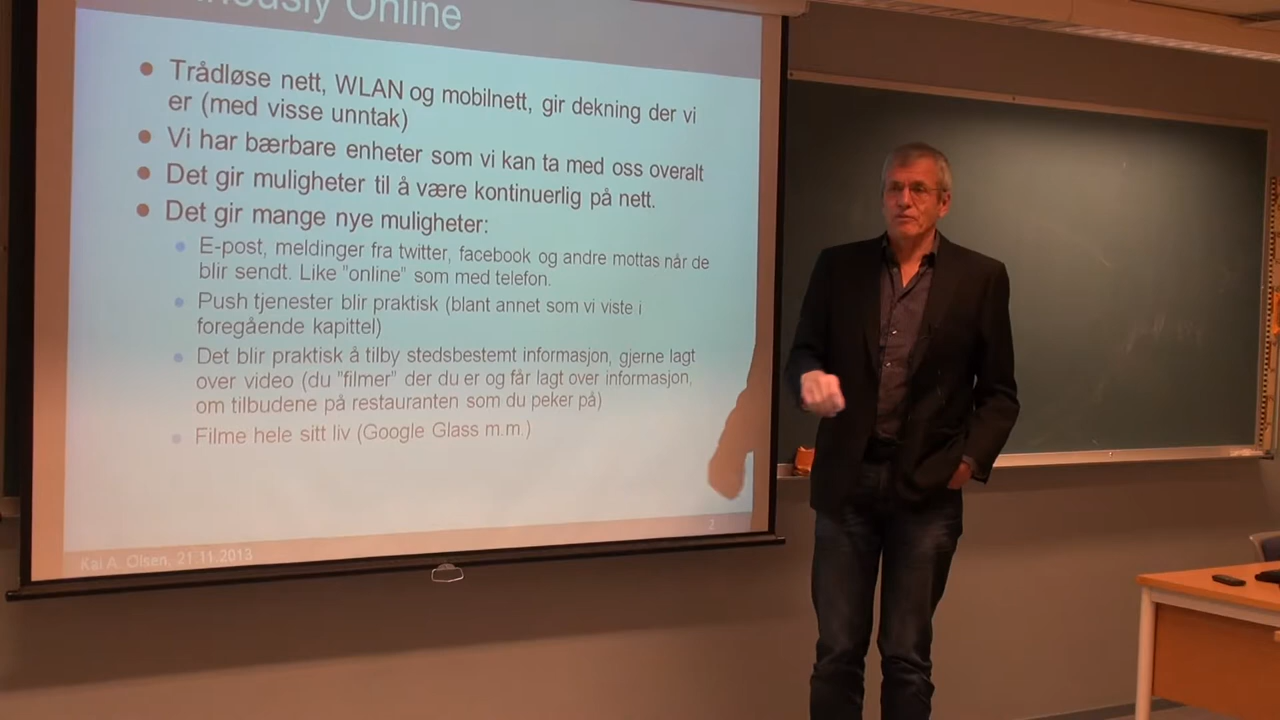 Online
Trådløse nett, WLAN og mobilnett, gir dekning der vi
er (med visse unntak)
Vi har bærbare enheter som vi kan ta med oss overalt
Det gir muligheter til å være kontinuerlig på nett.
Det gir mange nye muligheter:
E-post, meldinger fra twitter, facebook og andre mottas når de
blir sendt. Like "online" som med telefon.
Push tjenester blir praktisk (blant annet som vi viste i
foregående kapittel)
Det blir praktisk å tilby stedsbestemt informasjon, gjerne lagt
over video (du "filmer" der du er og får lagt over informasjon,
om tilbudene på restauranten som du peker på)
Filme hele sitt liv (Google Glass m.m.)
2
Kai A. Olsen, 21.11.2013